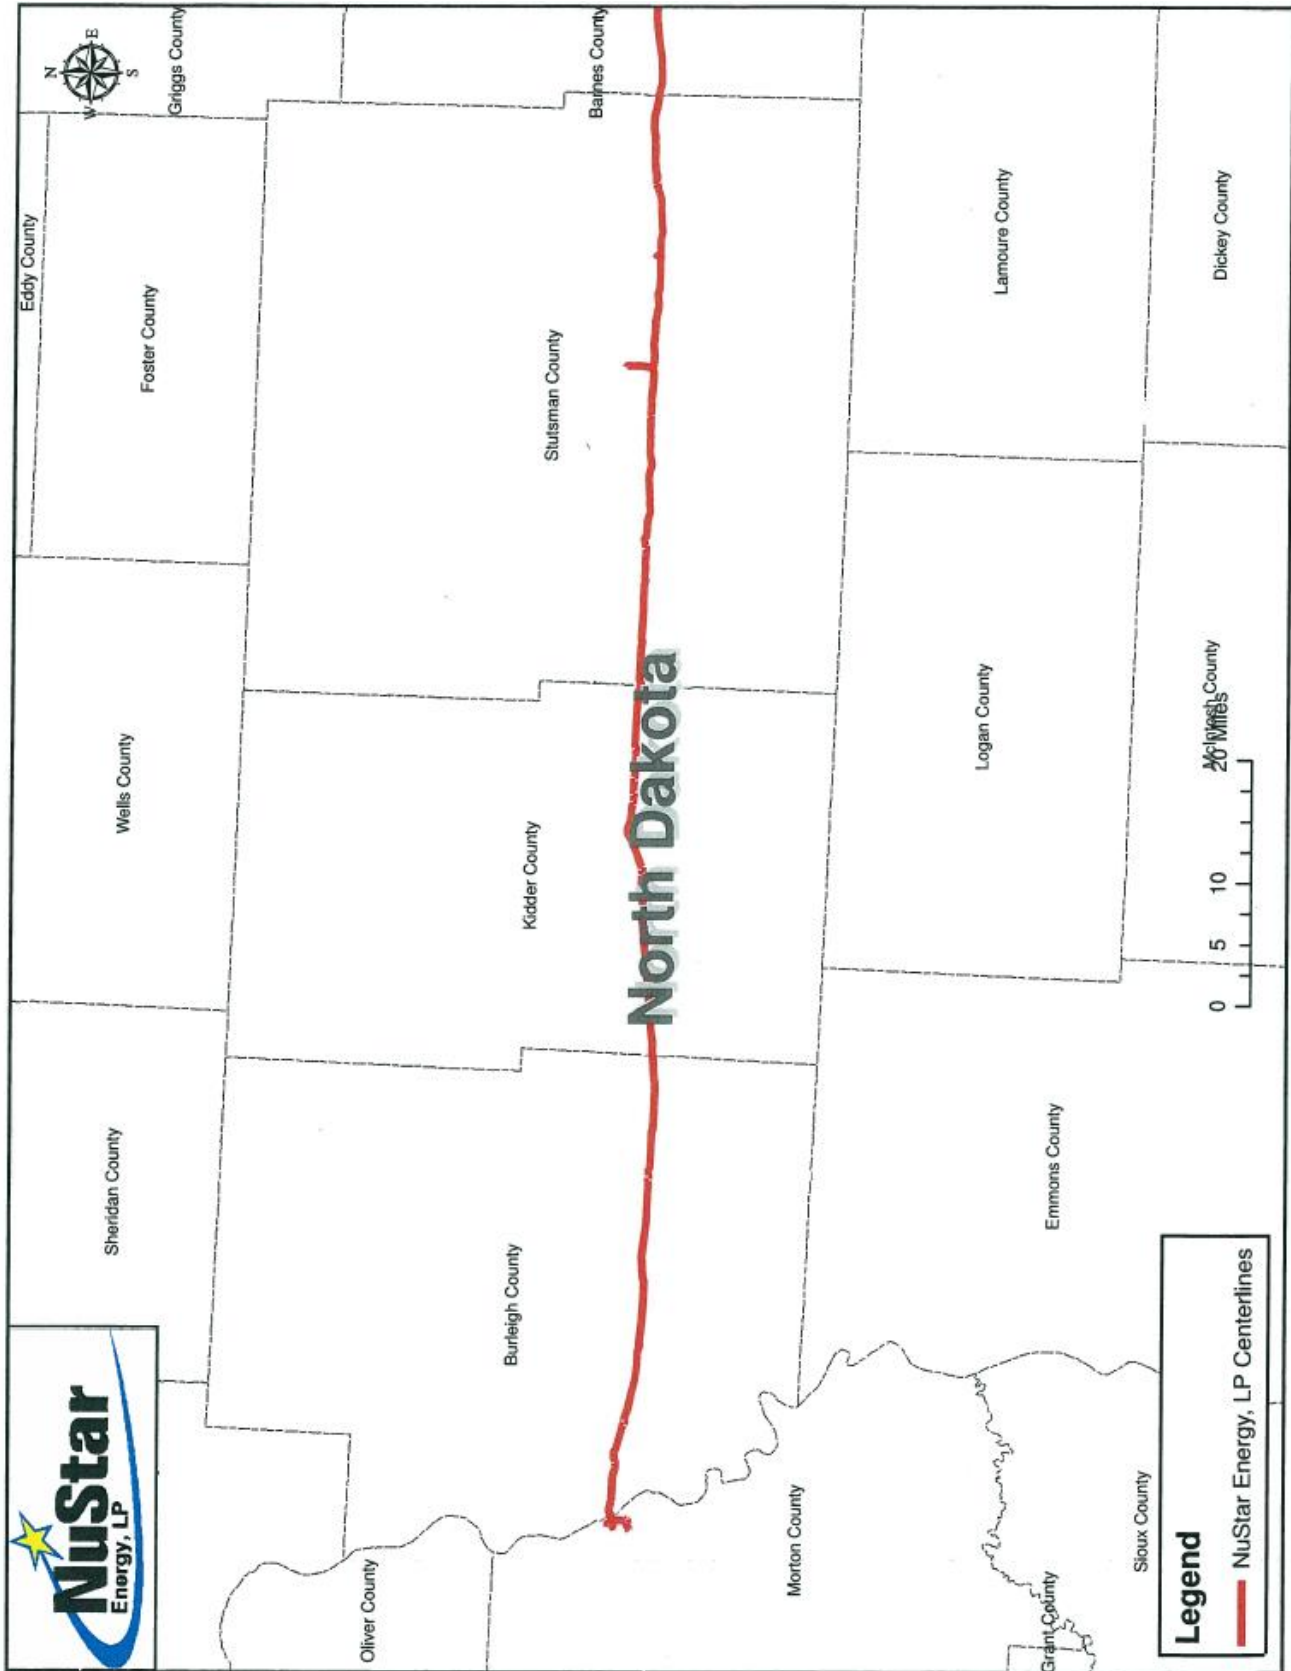 NuStar
Energy, LP
N
W
E
S
Eddy County
Griggs County
Foster County
Wells County
Sheridan County
Barnes County
Stutsman County
Kidder County
Burleigh County
Oliver County
North Dakota
Morton County
Lamoure County
Logan County
Emmons County
Grant County
Sioux County
Dickey County
McIntosh County
0 5 10 20 Miles
Legend
NuStar Energy, LP Centerlines